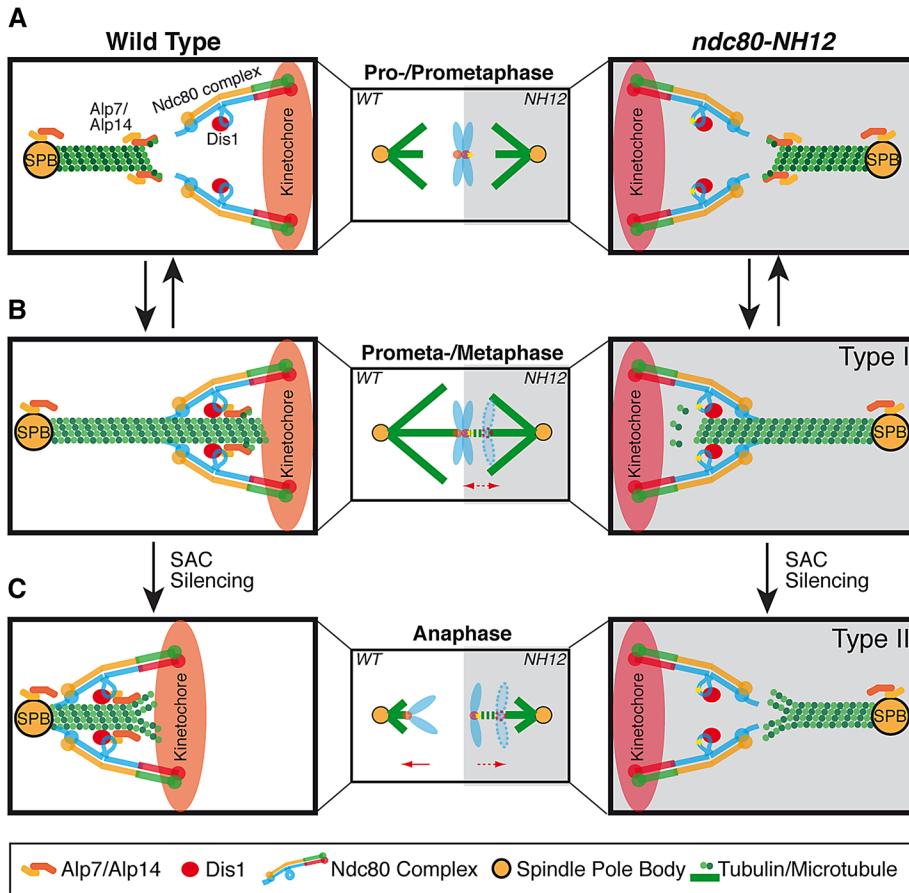 A
Wild Type
ndc80-NH12
Ndc80 complex
Alp7/
Alp14
Dis1
SPB
Kinetochore
Pro-/Prometaphase
WT
NH12
Kinetochore
SPB
B
SPB
Kinetochore
Prometa-/Metaphase
WT
NH12
Type I
Kinetochore
SPB
SAC
Silencing
SAC
Silencing
C
SPB
Kinetochore
Anaphase
WT
NH12
Type II
Kinetochore
SPB
Alp7/Alp14
Dis1
Ndc80 Complex
Spindle Pole Body
Tubulin/Microtubule